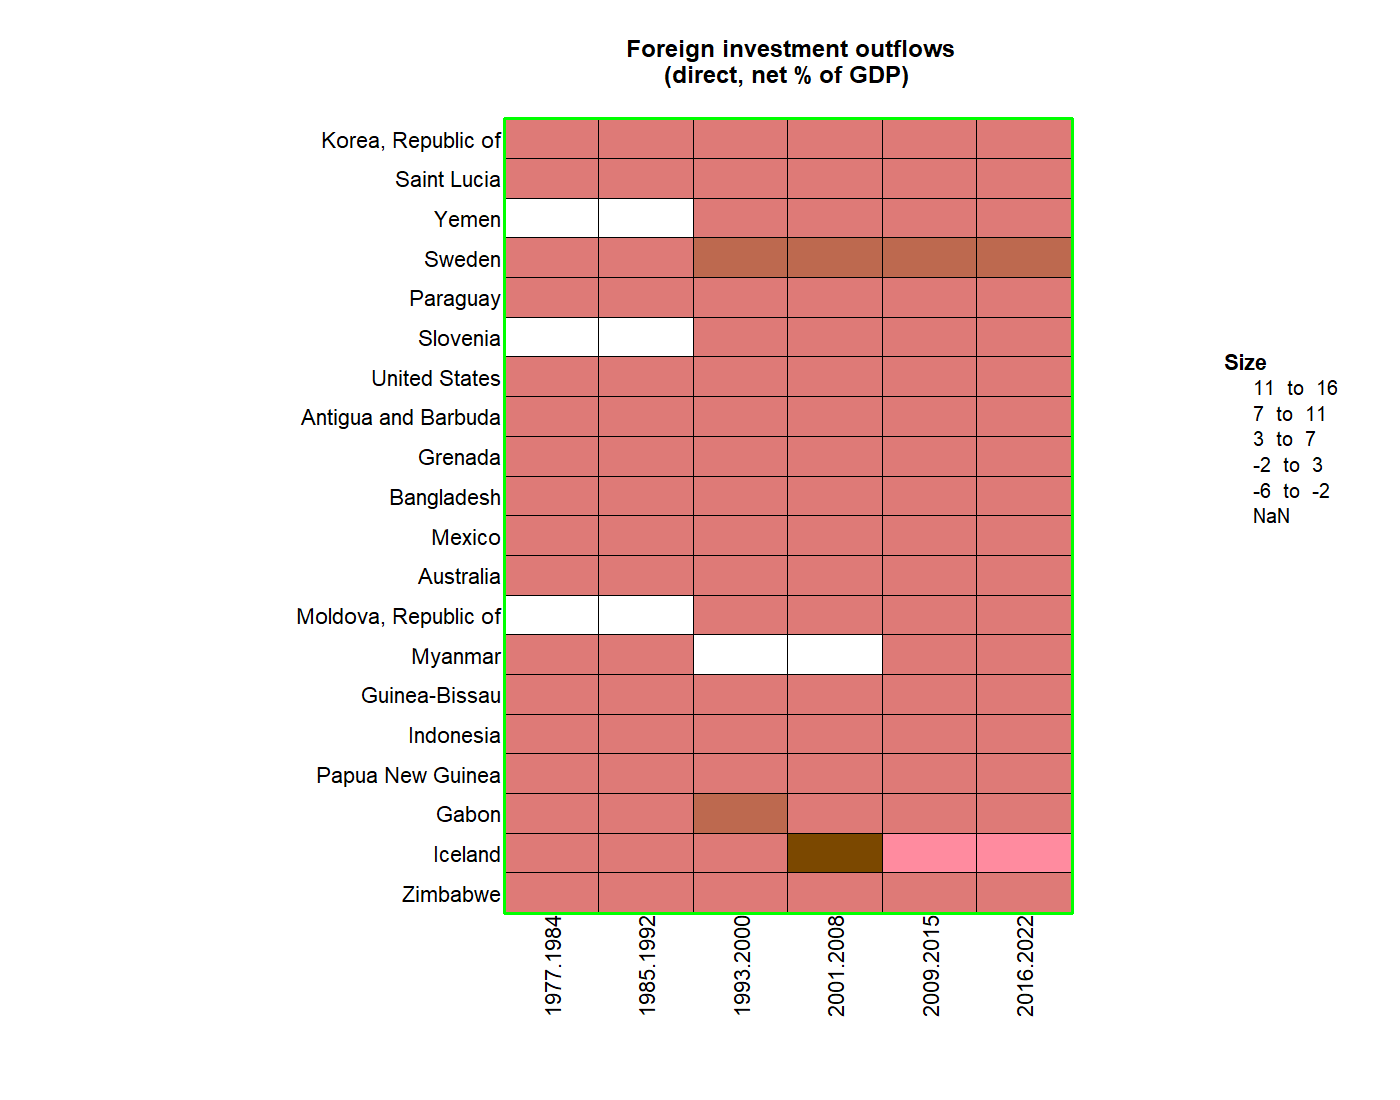 Foreign investment outflows
(direct, net % of GDP)
Korea, Republic of
Saint Lucia
Yemen
Sweden
Paraguay
Slovenia
United States
Antigua and Barbuda
Grenada
Bangladesh
Mexico
Australia
Moldova, Republic of
Myanmar
Guinea-Bissau
Indonesia
Papua New Guinea
Gabon
Iceland
Zimbabwe
1977.1984
1985.1992
1993.2000
2001.2008
2009.2015
2016.2022
Size
11 to 16
7 to 11
3 to 7
-2 to 3
-6 to -2
NaN